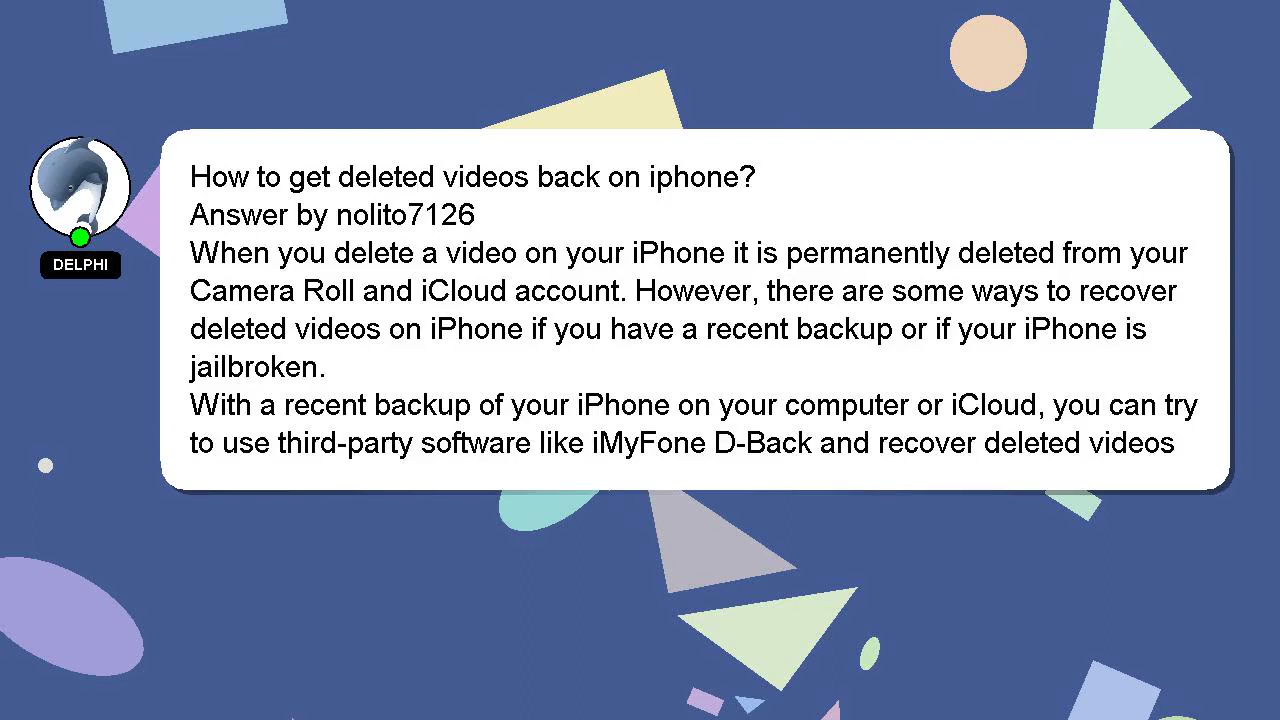 How to get deleted videos back on iphone?
Answer by nolito7126
When you delete a video on your iPhone it is permanently deleted from your
Camera Roll and iCloud account. However, there are some ways to recover
deleted videos on iPhone if you have a recent backup or if your iPhone is
jailbroken.
With a recent backup of your iPhone on your computer or iCloud, you can try
to use third-party software like iMyFone D-Back and recover deleted videos
DELPHI